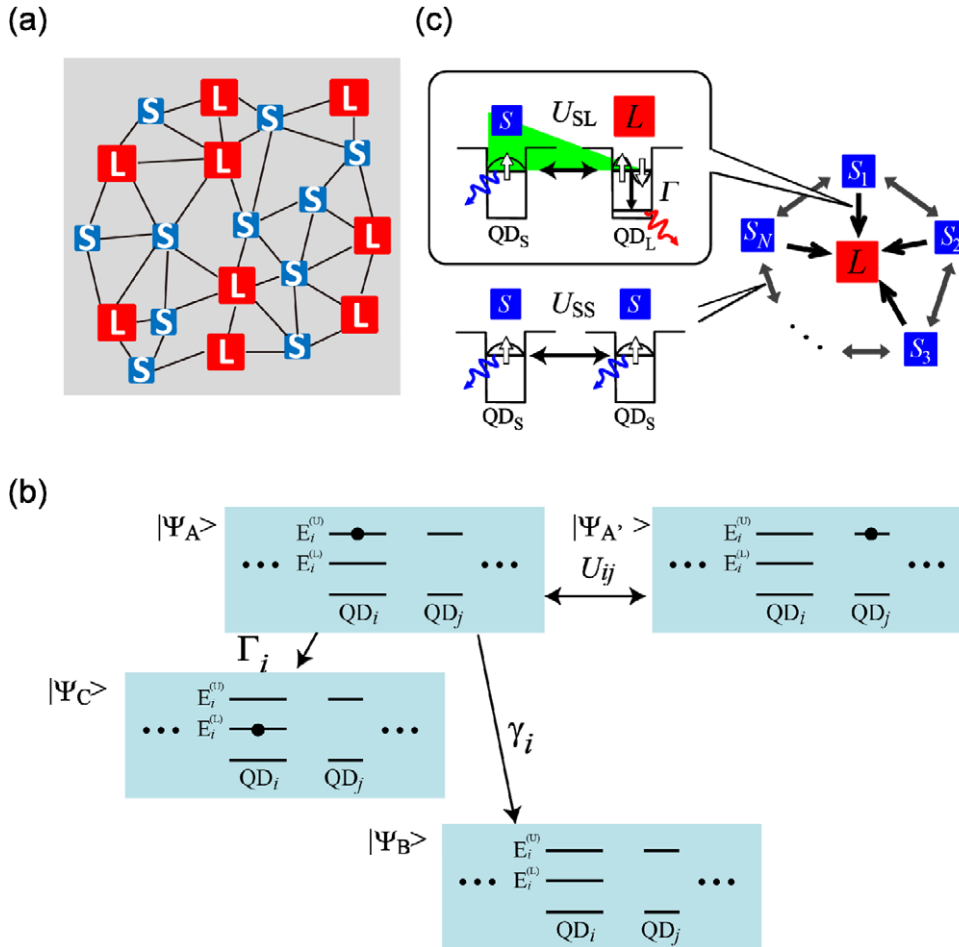 (a)
L
L
S
S
S
L
L
S
S
S
S
L
S
L
L
L
S
L
S
S
(c)
S
U_SL
L
Γ
QD_S
QD_L
S
U_SS
S
QD_S
QD_S
S_1
S_N
S_2
L
S_3
(b)
|Ψ_A>
E_i^(U)
E_i^(L)
QD_i QD_j
U_ij
|Ψ_A' >
E_i^(U)
E_i^(L)
QD_i QD_j
Γ_i
|Ψ_C>
E_i^(U)
E_i^(L)
QD_i QD_j
γ_i
|Ψ_B>
E_i^(U)
E_i^(L)
QD_i QD_j